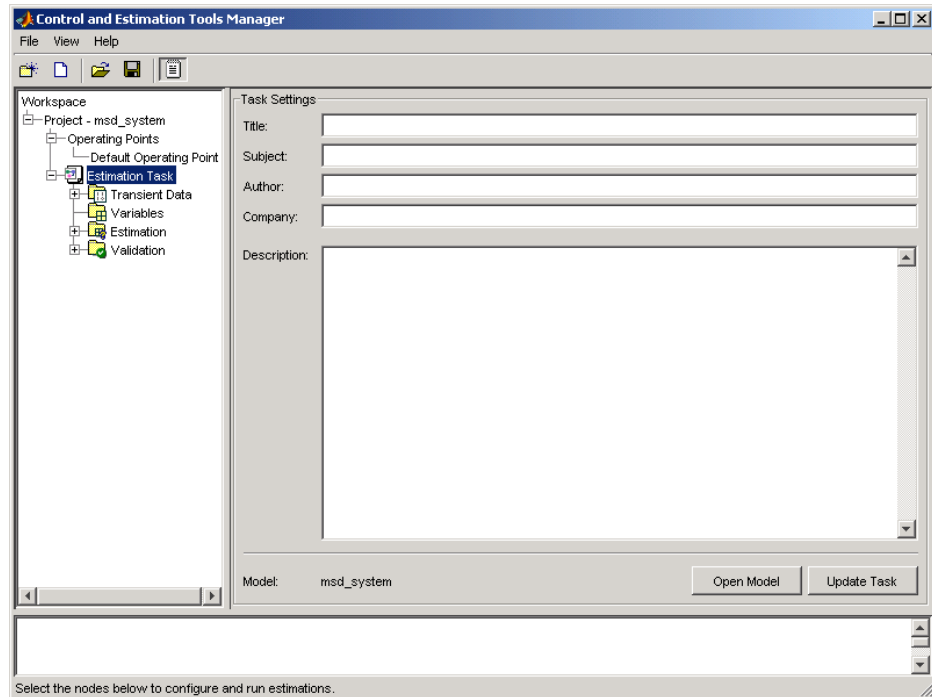 Control and Estimation Tools Manager
File View Help
Workspace
Project - msd_system
Operating Points
Default Operating Point
Estimation Task
Transient Data
Variables
Estimation
Validation
Task Settings
Title:
Subject:
Author:
Company:
Description:
Model: msd_system
Open Model
Update Task
Select the nodes below to configure and run estimations.